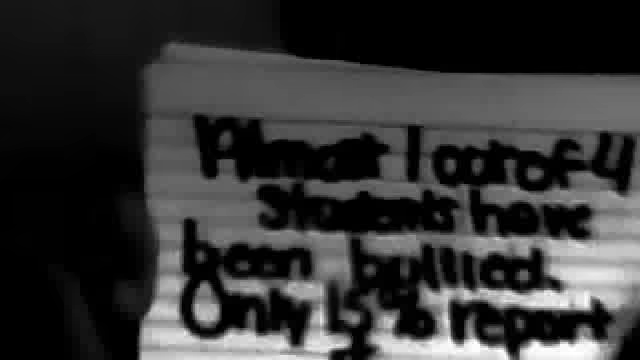 Almost 1 out of 4
students have
been bullied.
Only 15% report